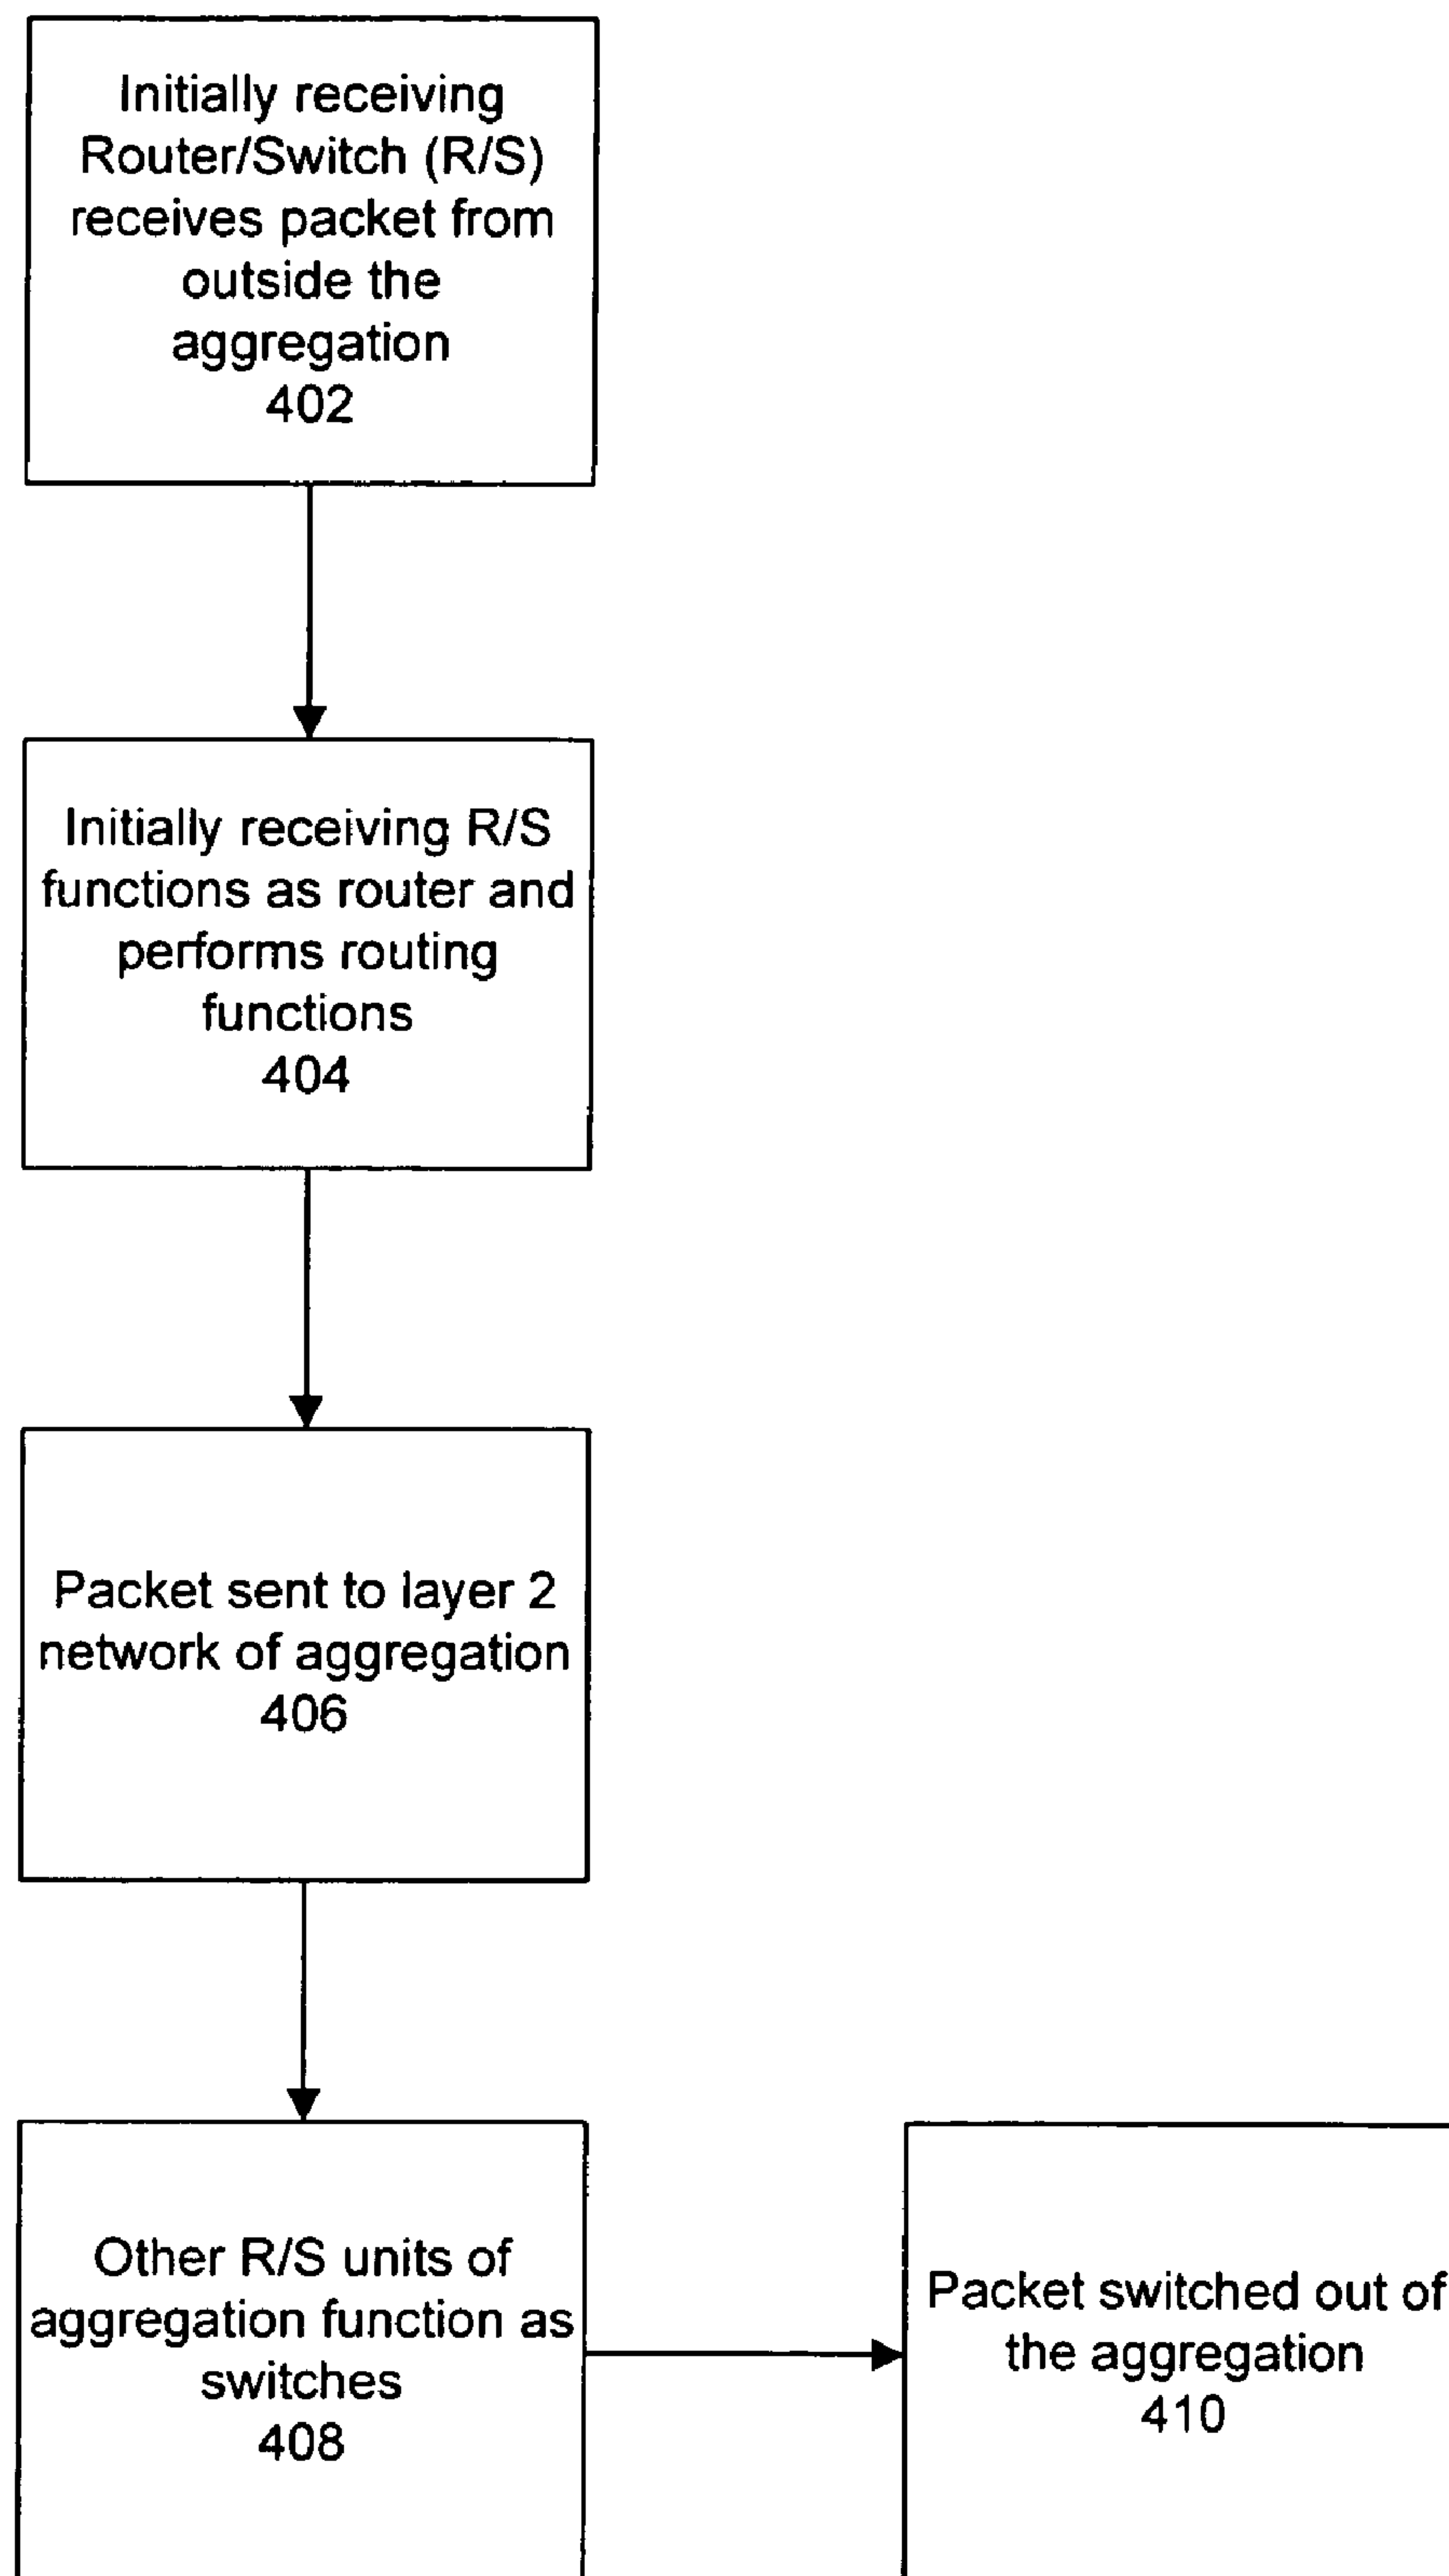 Initially receiving
Router/Switch (R/S)
receives packet from
outside the
aggregation
402
Initially receiving R/S
functions as router and
performs routing
functions
404
Packet sent to layer 2
network of aggregation
406
Other R/S units of
aggregation function as
switches
408
Packet switched out of
the aggregation
410